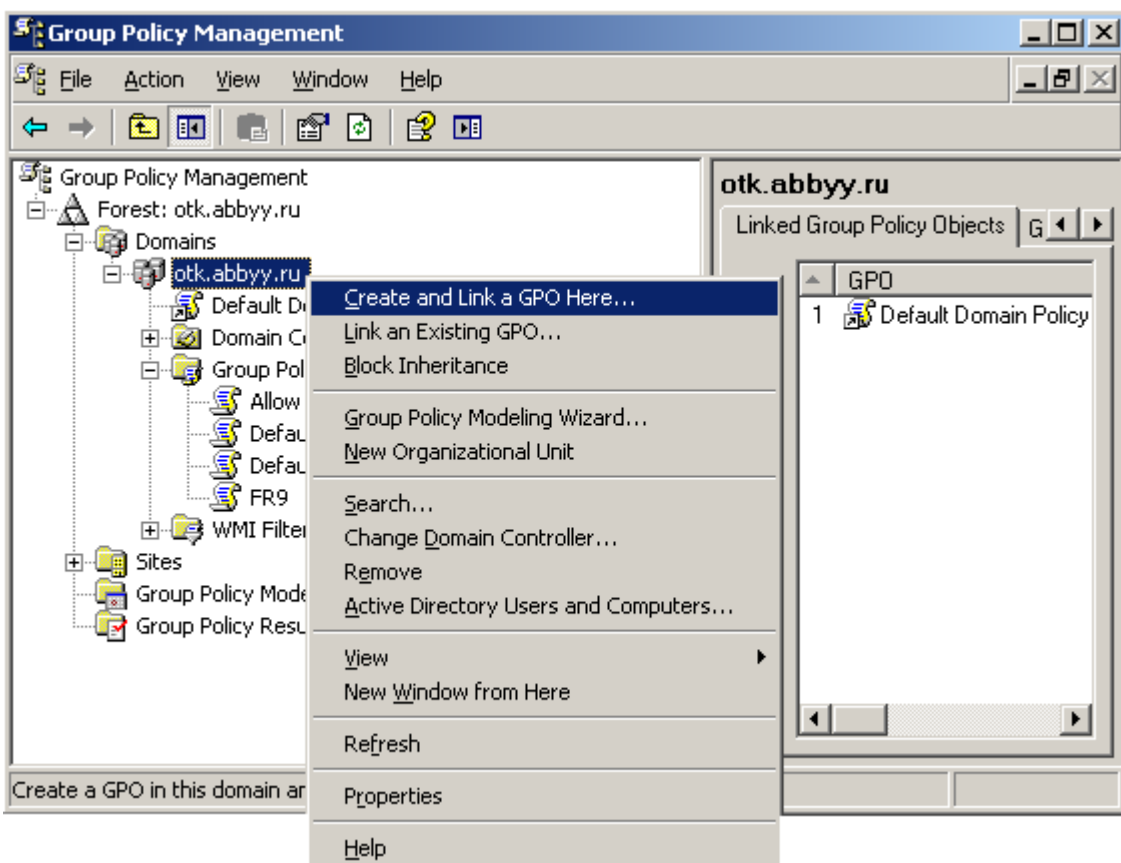 Group Policy Management
File Action View Window Help
Group Policy Management
Forest: otk.abbyy.ru
Domains
otk.abbyy.ru
Default D
Domain C
Group Pol
Allow
Defau
Defau
FR9
WMI Filter
Sites
Group Policy Mode
Group Policy Resu
Create and Link a GPO Here...
Link an Existing GPO...
Block Inheritance
Group Policy Modeling Wizard...
New Organizational Unit
Search...
Change Domain Controller...
Remove
Active Directory Users and Computers...
View
New Window from Here
Refresh
Properties
Help
otk.abbyy.ru
Linked Group Policy Objects G
GPO
1 Default Domain Policy
Create a GPO in this domain an